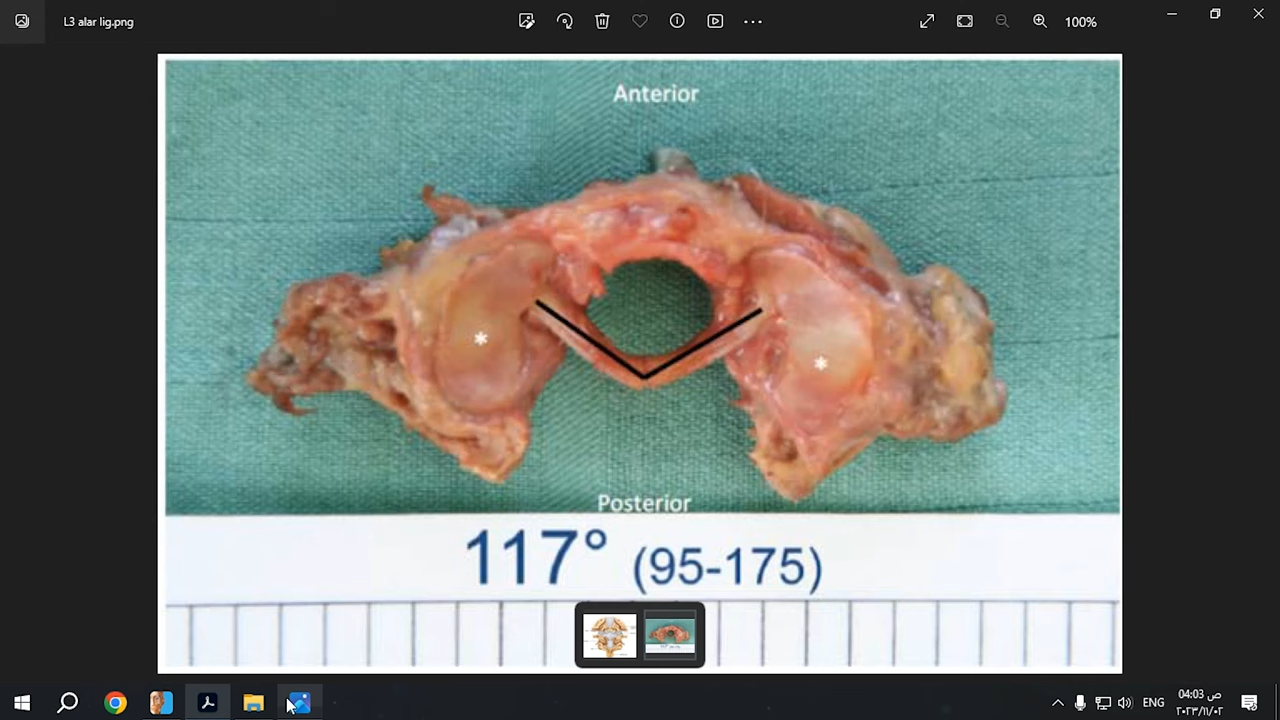 L3 alar lig.png
100%
Anterior
*
*
Posterior
117° (95-175)
ENG
04:03 ص
٢٠٢٣/١١/٠٢